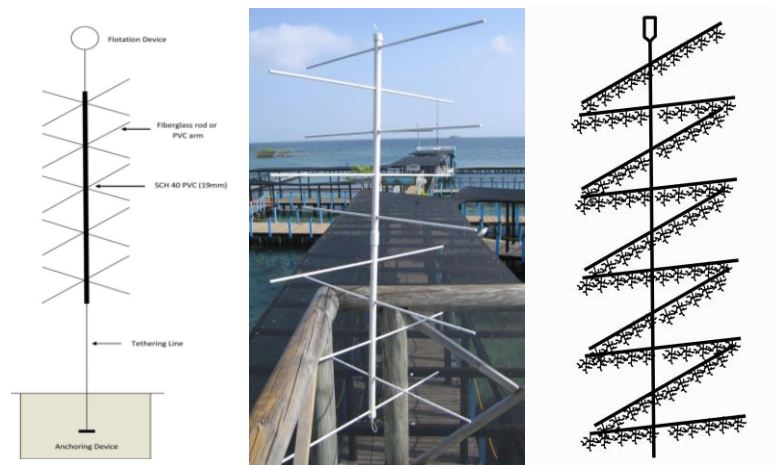 Flotation Device
Fiberglass rod or
PVC arm
SCH 40 PVC (19mm)
Tethering Line
Anchoring Device